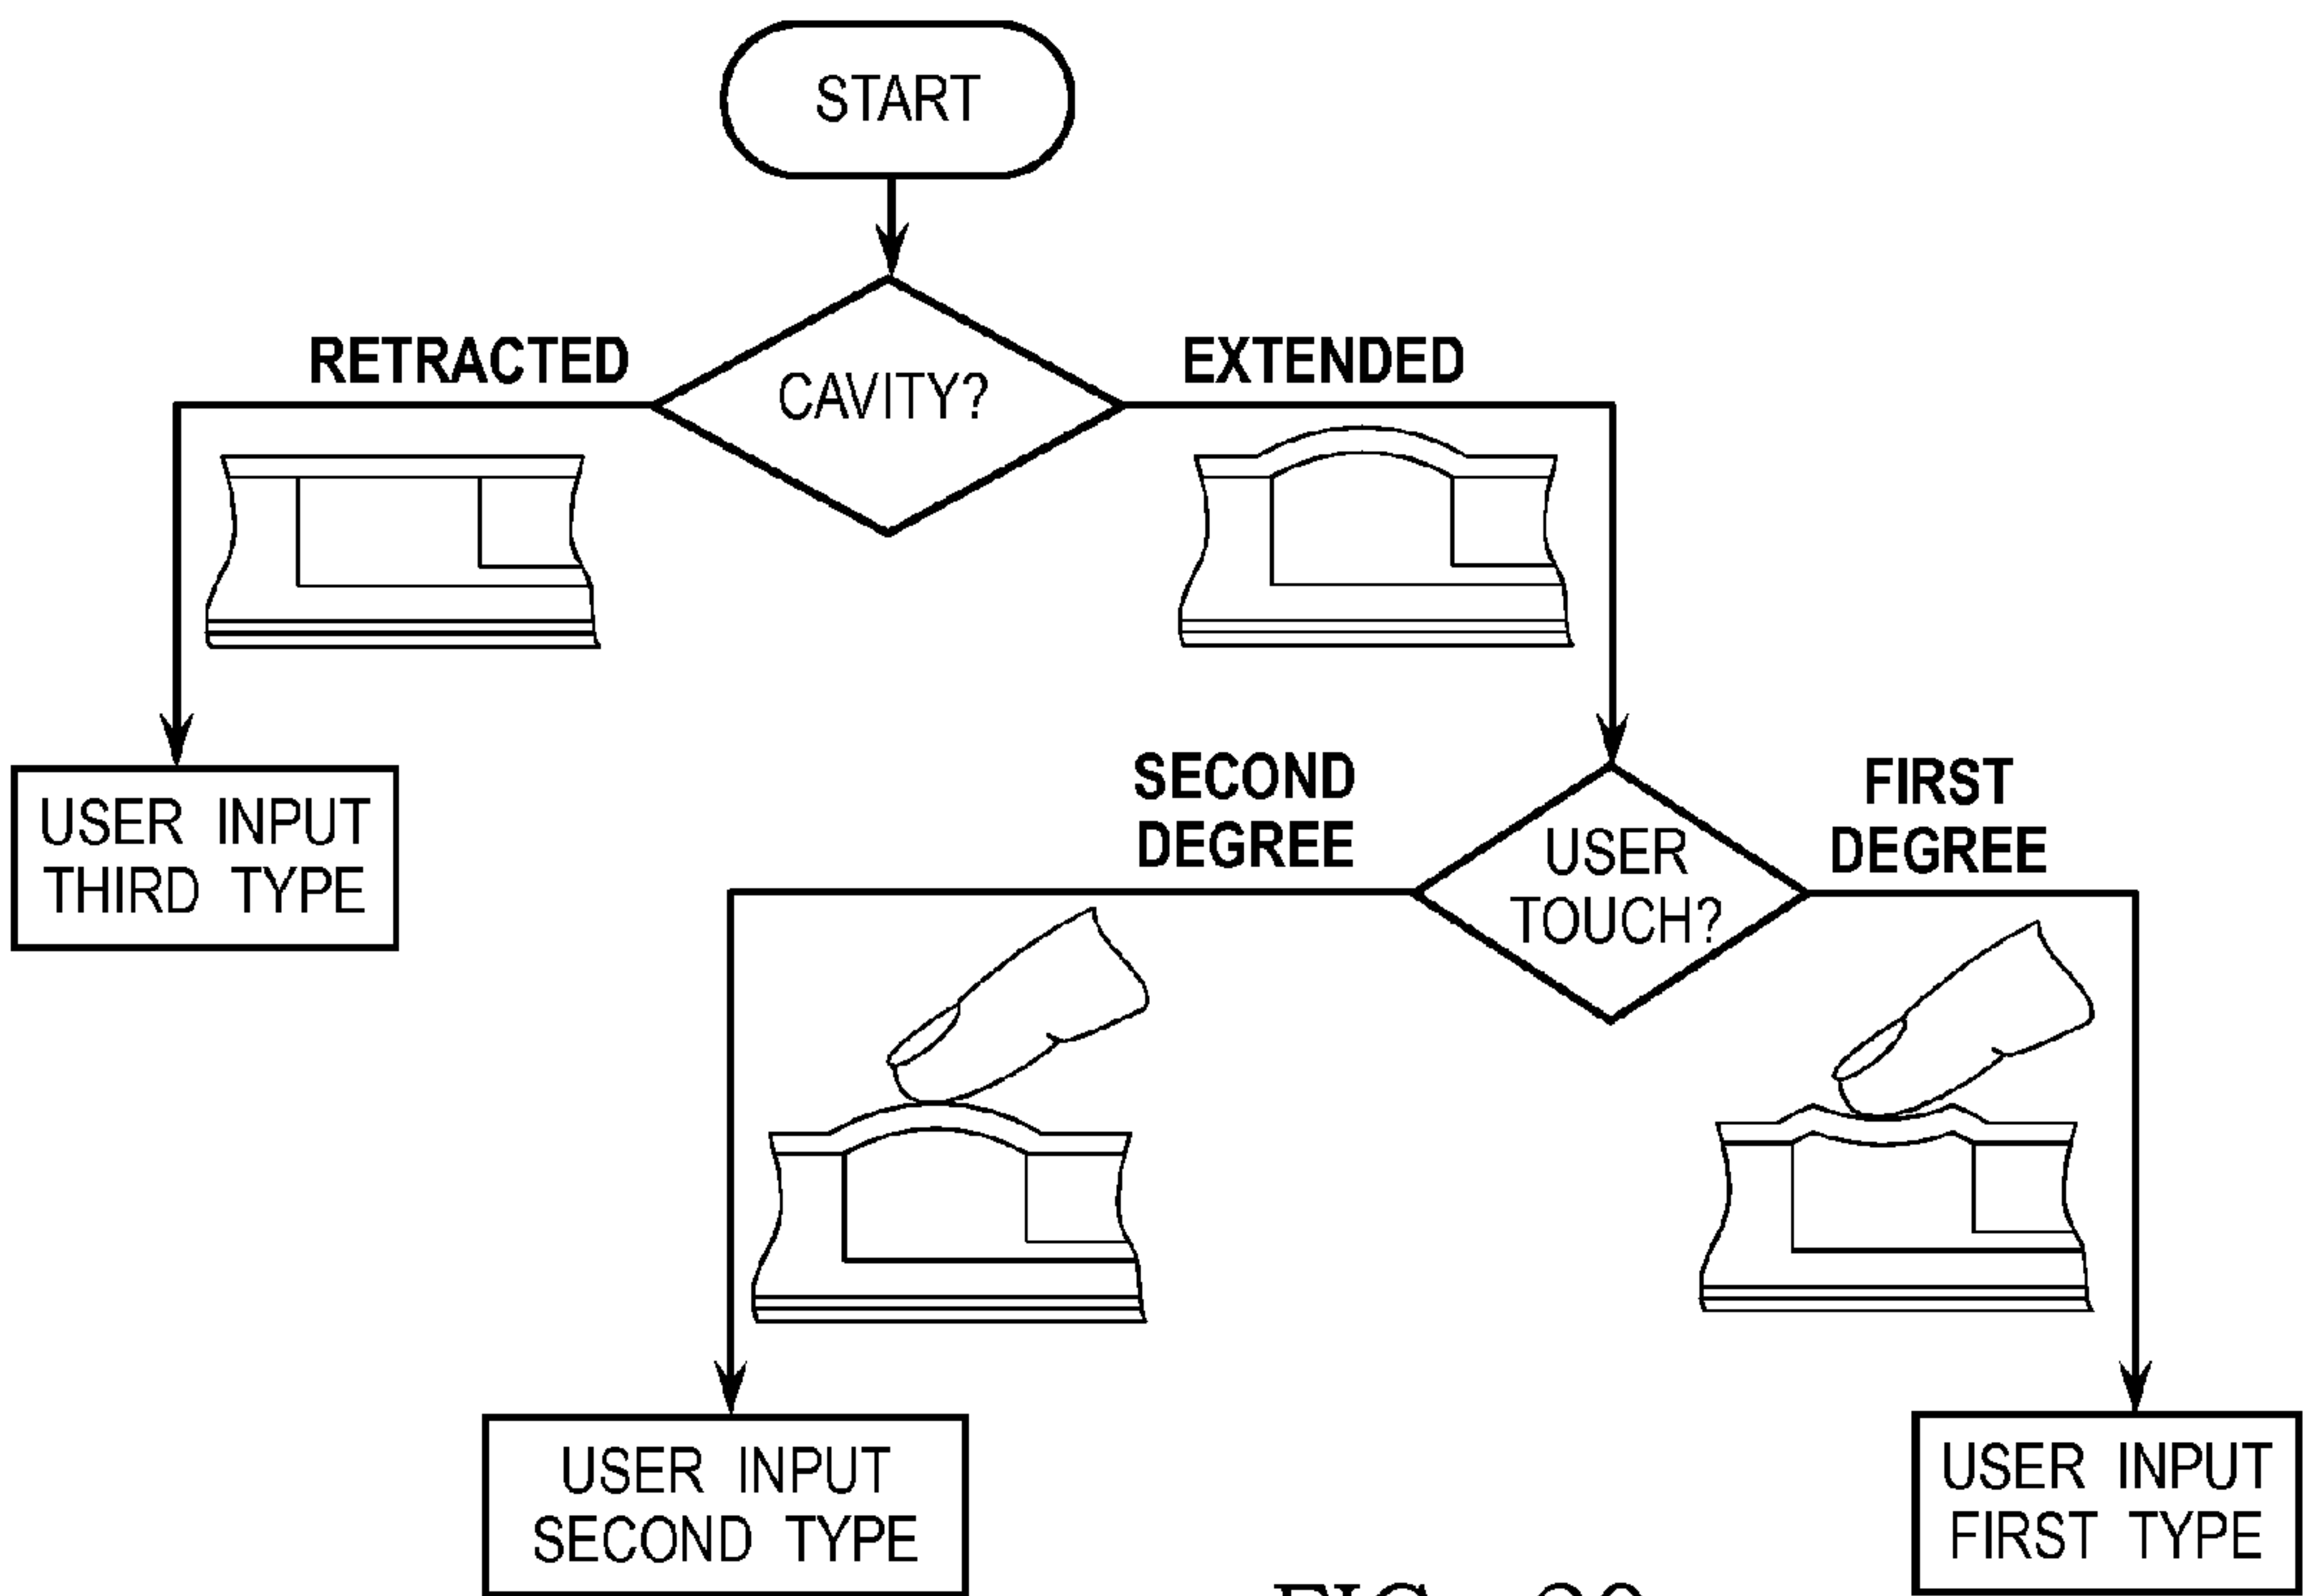 START
RETRACTED
CAVITY?
EXTENDED
USER INPUT
THIRD TYPE
SECOND
DEGREE
USER
TOUCH?
FIRST
DEGREE
USER INPUT
SECOND TYPE
USER INPUT
FIRST TYPE